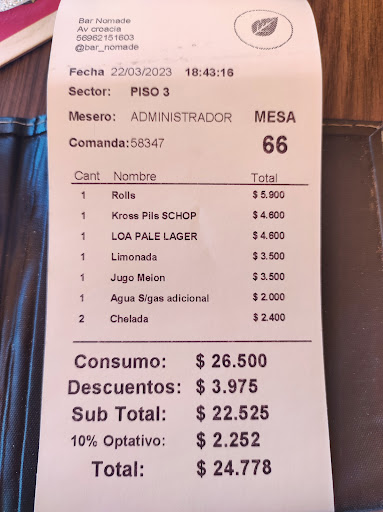 Bar Nomade
Av croacia
56962151603
@bar_nomade
Fecha 22/03/2023 18:43:16
Sector: PISO 3
Mesero: ADMINISTRADOR MESA
Comanda:58347 66
Cant Nombre Total
1 Rolls $ 5.900
1 Kross Pils SCHOP $ 4.600
1 LOA PALE LAGER $ 4.600
1 Limonada $ 3.500
1 Jugo Melon $ 3.500
1 Agua S/gas adicional $ 2.000
2 Chelada $ 2.400
Consumo: $ 26.500
Descuentos: $ 3.975
Sub Total: $ 22.525
10% Optativo: $ 2.252
Total: $ 24.778